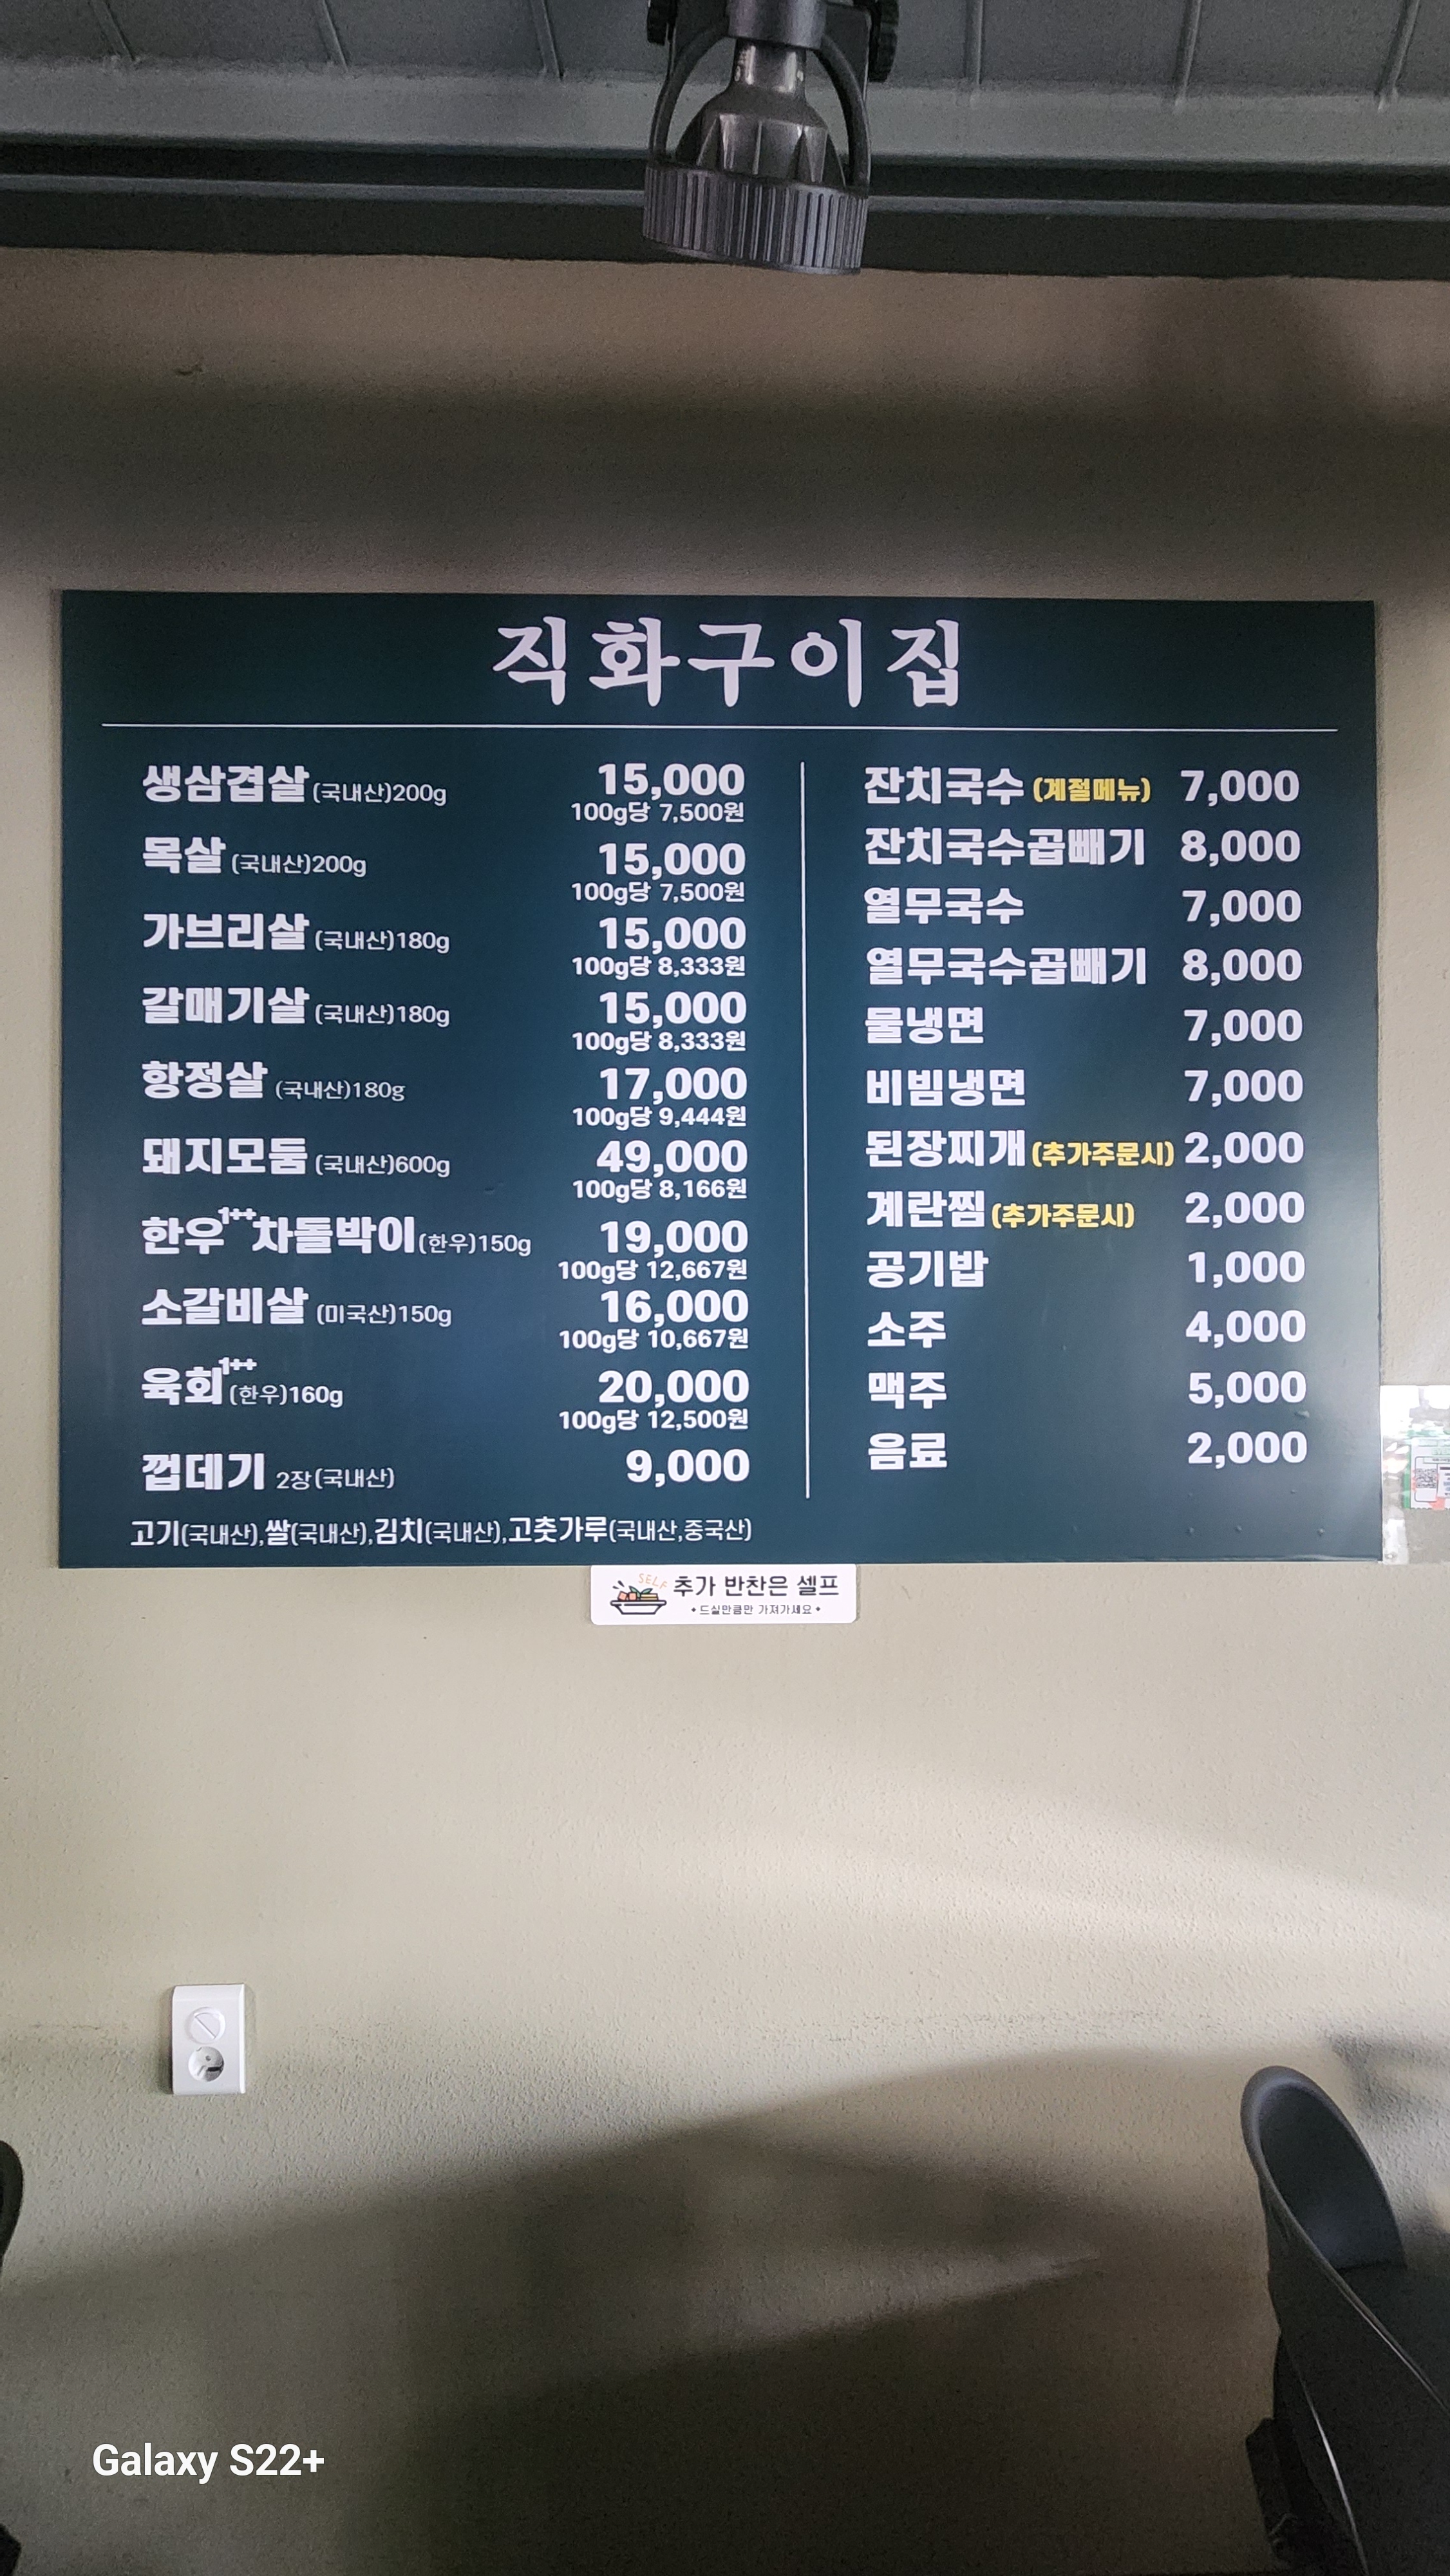 직화구이집
생삼겹살 (국내산)200g 15,000
100g당 7,500원
목살 (국내산)200g 15,000
100g당 7,500원
가브리살 (국내산)180g 15,000
100g당 8,333원
갈매기살 (국내산)180g 15,000
100g당 8,333원
항정살 (국내산)180g 17,000
100g당 9,444원
돼지모둠 (국내산)600g 49,000
100g당 8,166원
한우1++차돌박이(한우)150g 19,000
100g당 12,667원
소갈비살 (미국산)150g 16,000
100g당 10,667원
육회1++(한우)160g 20,000
100g당 12,500원
껍데기 2장(국내산) 9,000
고기(국내산),쌀(국내산),김치(국내산),고춧가루(국내산,중국산)
잔치국수 (계절메뉴) 7,000
잔치국수곱빼기 8,000
열무국수 7,000
열무국수곱빼기 8,000
물냉면 7,000
비빔냉면 7,000
된장찌개(추가주문시) 2,000
계란찜(추가주문시) 2,000
공기밥 1,000
소주 4,000
맥주 5,000
음료 2,000
SELF 추가 반찬은 셀프
드실만큼만 가져가세요
Galaxy S22+